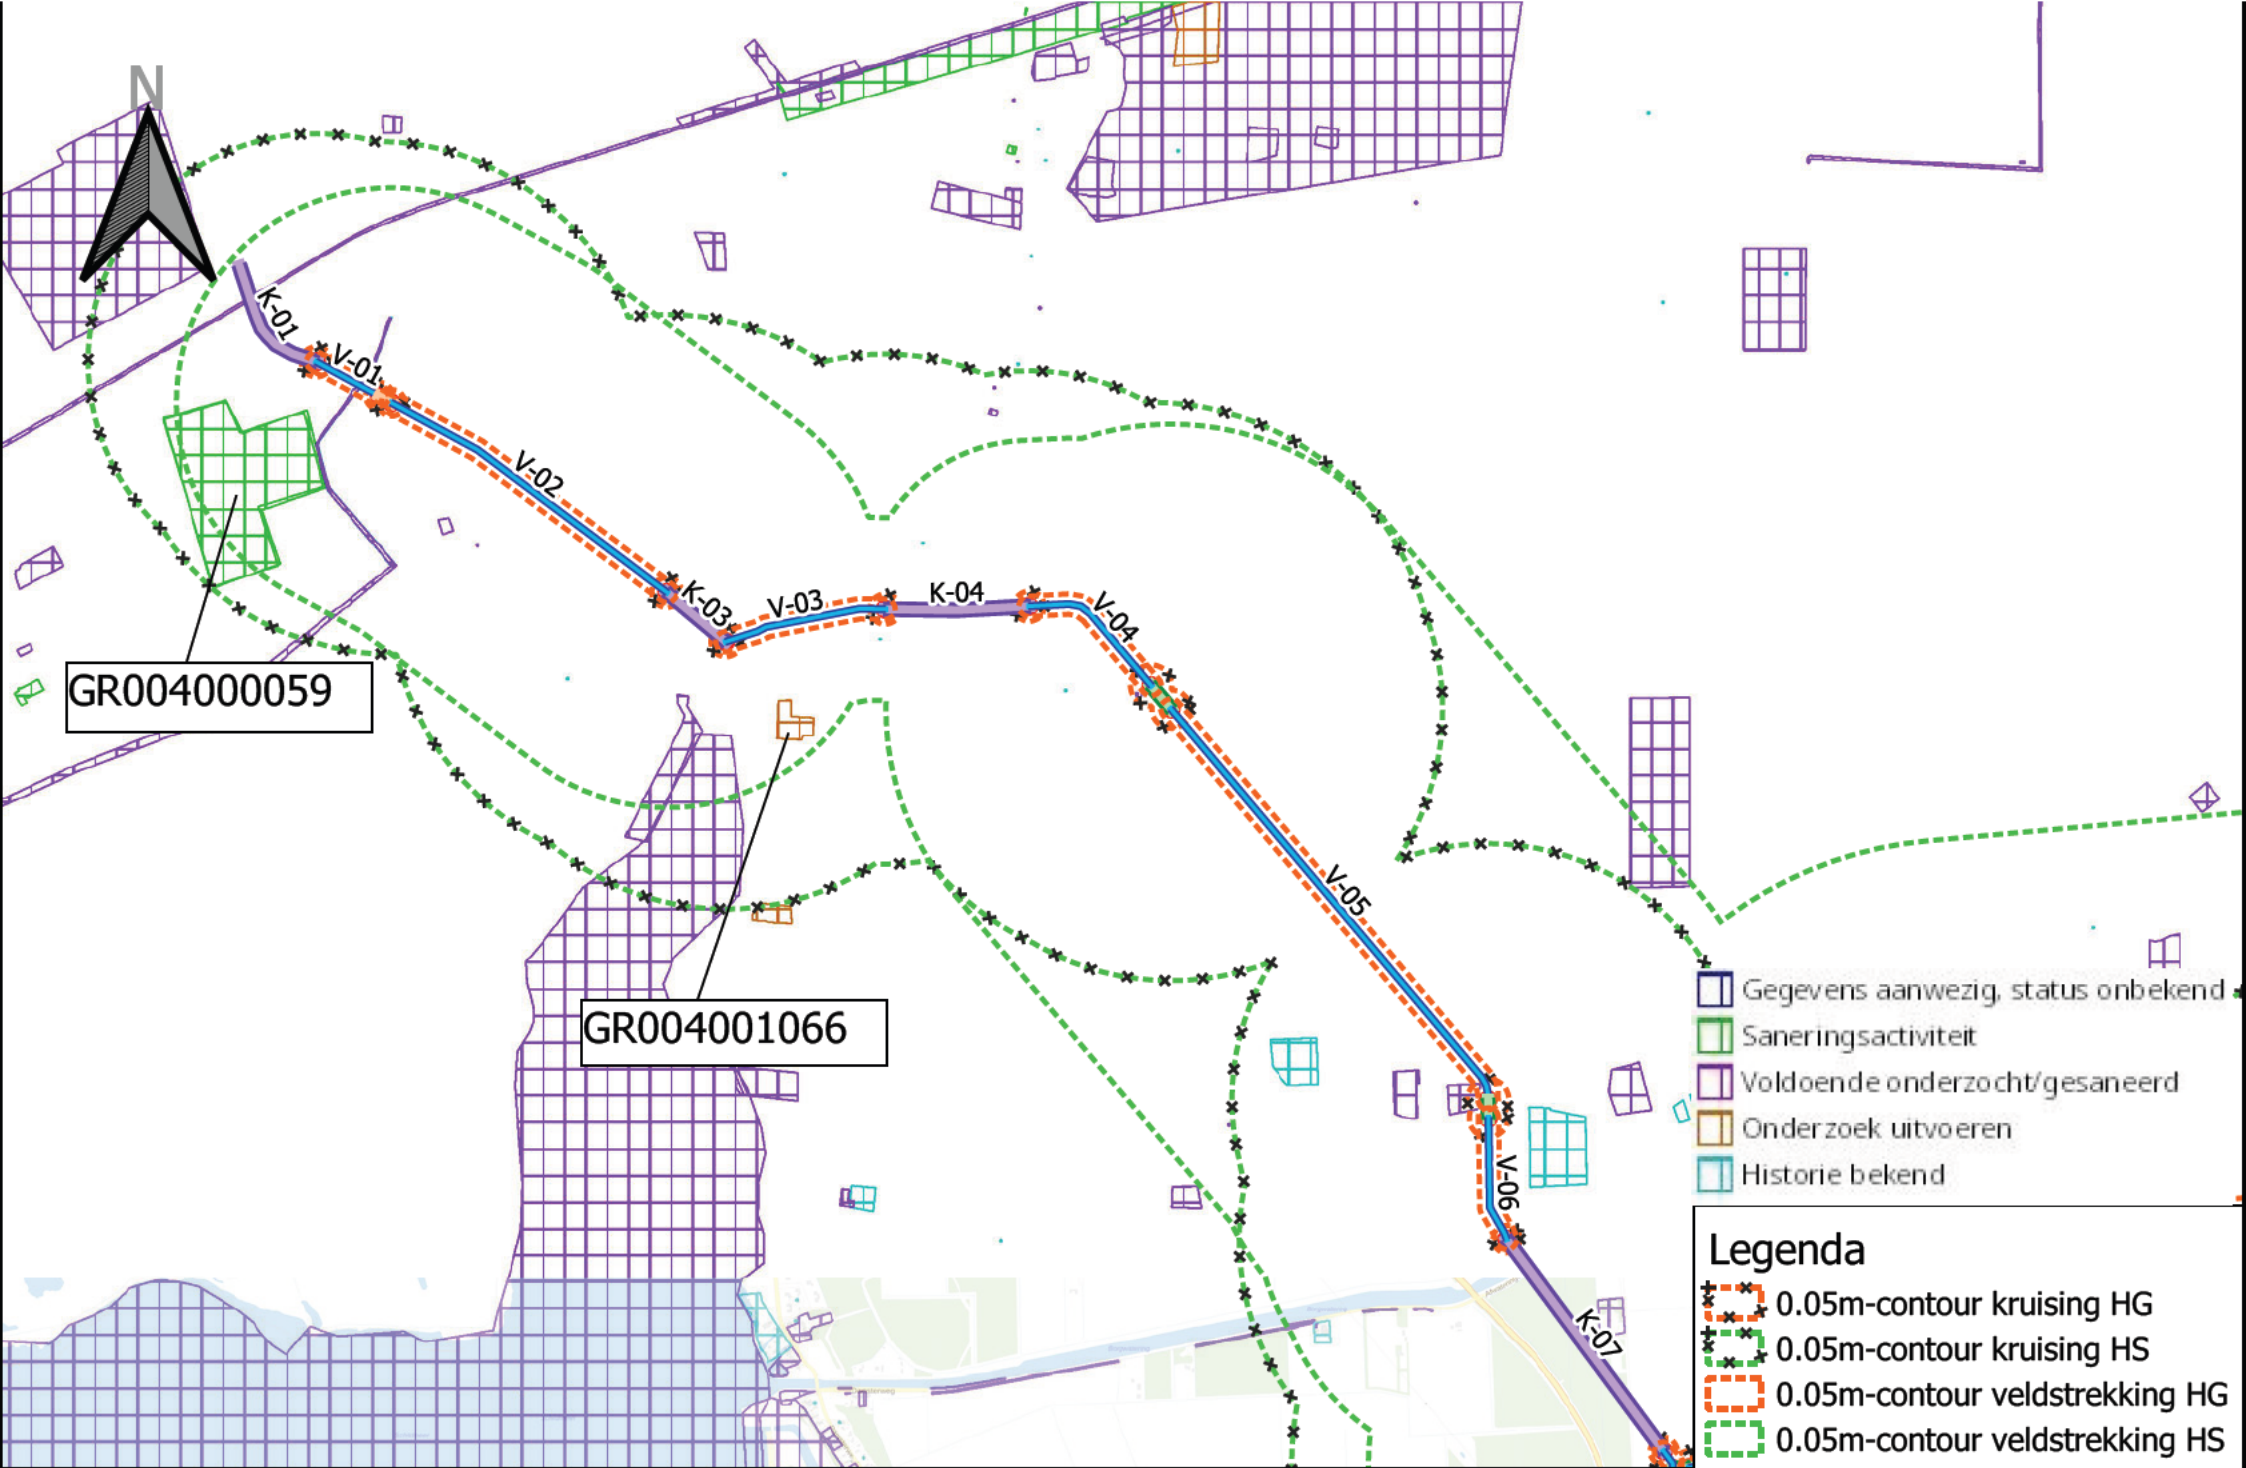 N
K-01
V-01
V-02
K-03
V-03
K-04
V-04
GR004000059
V-05
GR004001066
V-06
K-07
Gegevens aanwezig, status onbekend
Saneringsactiviteit
Voldoende onderzocht/gesaneerd
Onderzoek uitvoeren
Historie bekend
Legenda
0.05m-contour kruising HG
0.05m-contour kruising HS
0.05m-contour veldstrekking HG
0.05m-contour veldstrekking HS